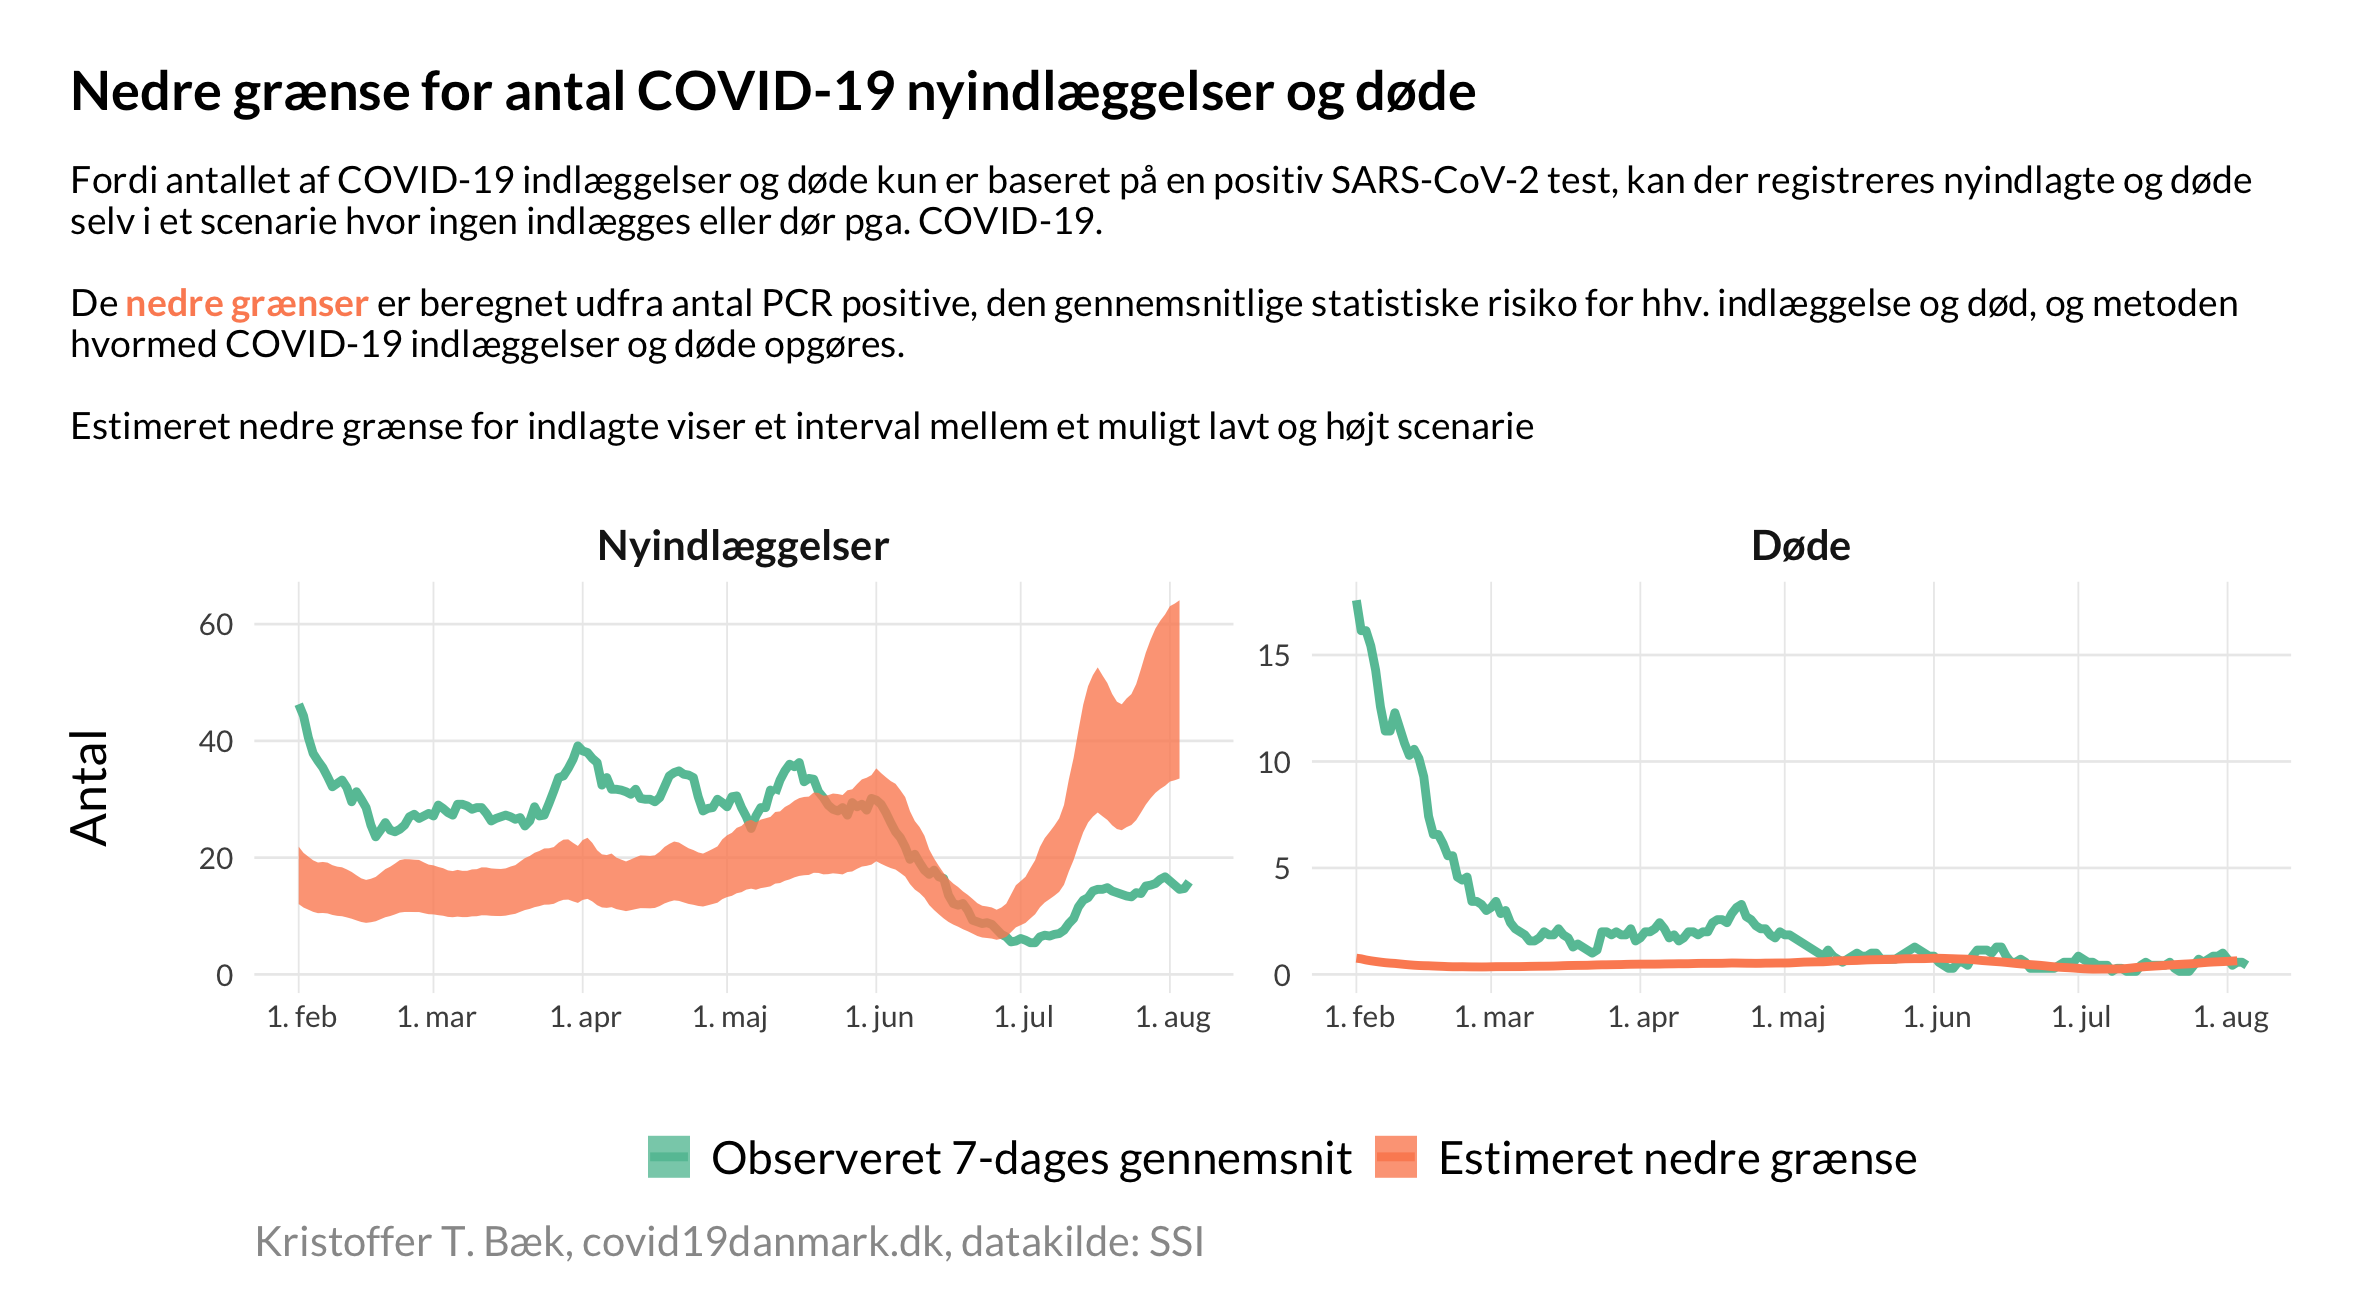 Nedre grænse for antal COVID-19 nyindlæggelser og døde
Fordi antallet af COVID-19 indlæggelser og døde kun er baseret på en positiv SARS-CoV-2 test, kan der registreres nyindlagte og døde
selv i et scenarie hvor ingen indlægges eller dør pga. COVID-19.
De nedre grænser er beregnet udfra antal PCR positive, den gennemsnitlige statistiske risiko for hhv. indlæggelse og død, og metoden
hvormed COVID-19 indlæggelser og døde opgøres.
Estimeret nedre grænse for indlagte viser et interval mellem et muligt lavt og højt scenarie
Nyindlæggelser
Antal
60
40
20
0
1. feb 1. mar 1. apr 1. maj 1. jun 1. jul 1. aug
Døde
15
10
5
0
1. feb 1. mar 1. apr 1. maj 1. jun 1. jul 1. aug
Observeret 7-dages gennemsnit Estimeret nedre grænse
Kristoffer T. Bæk, covid19danmark.dk, datakilde: SSI